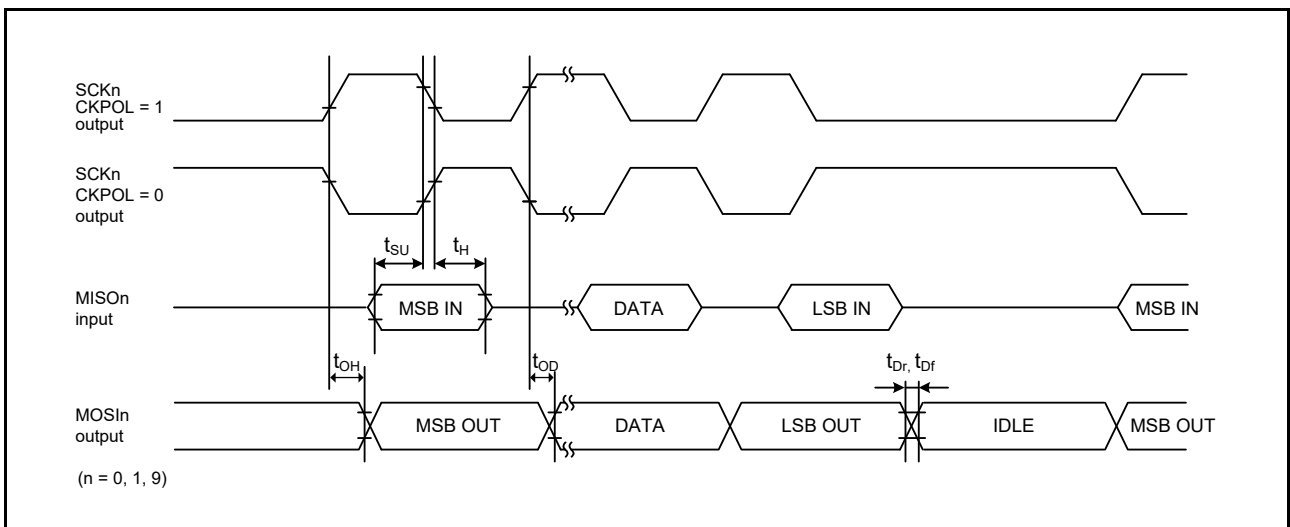 SCKn
CKPOL = 1
output
SCKn
CKPOL = 0
output
tSU
tH
MISOn
input
MSB IN
DATA
LSB IN
MSB IN
tOH
tOD
tDr, tDf
MOSIn
output
MSB OUT
DATA
LSB OUT
IDLE
MSB OUT
(n = 0, 1, 9)